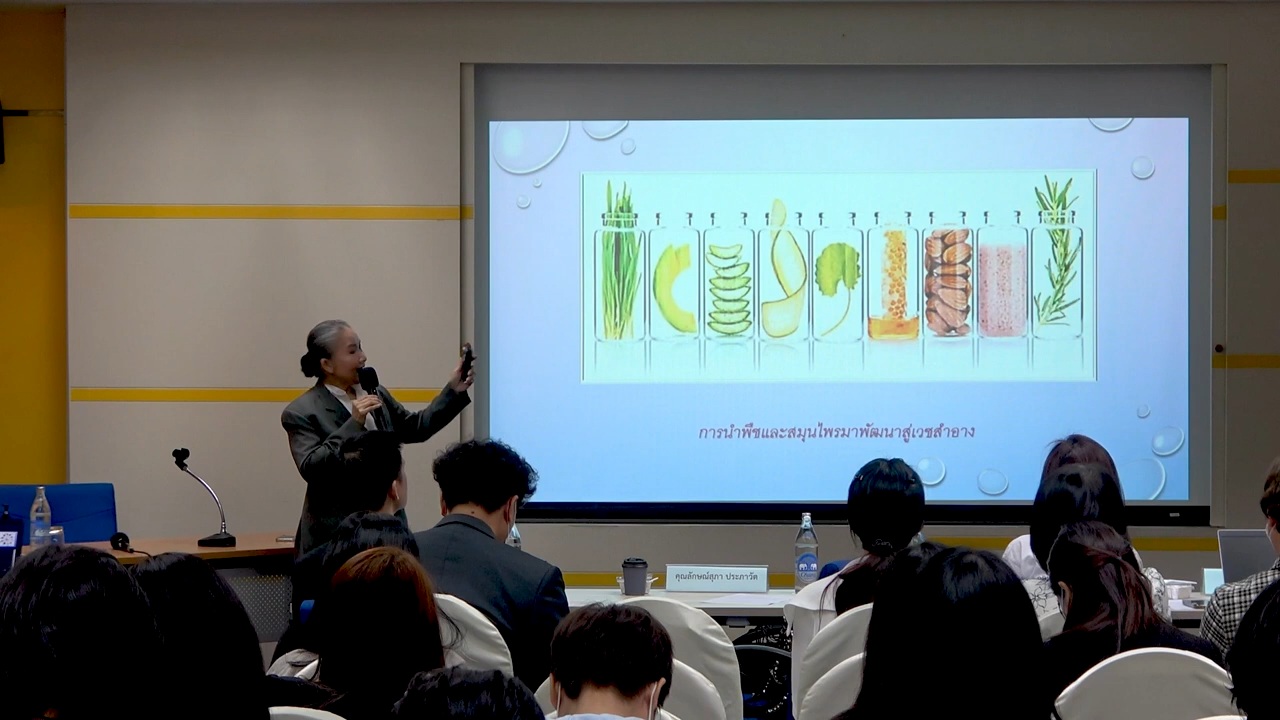 การนำพืชและสมุนไพรมาพัฒนาสู่เวชสำอาง
คุณลักษณ์สุภา ประภาวัต